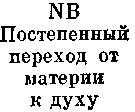 NB
Постепенный
переход от
материи
к духу